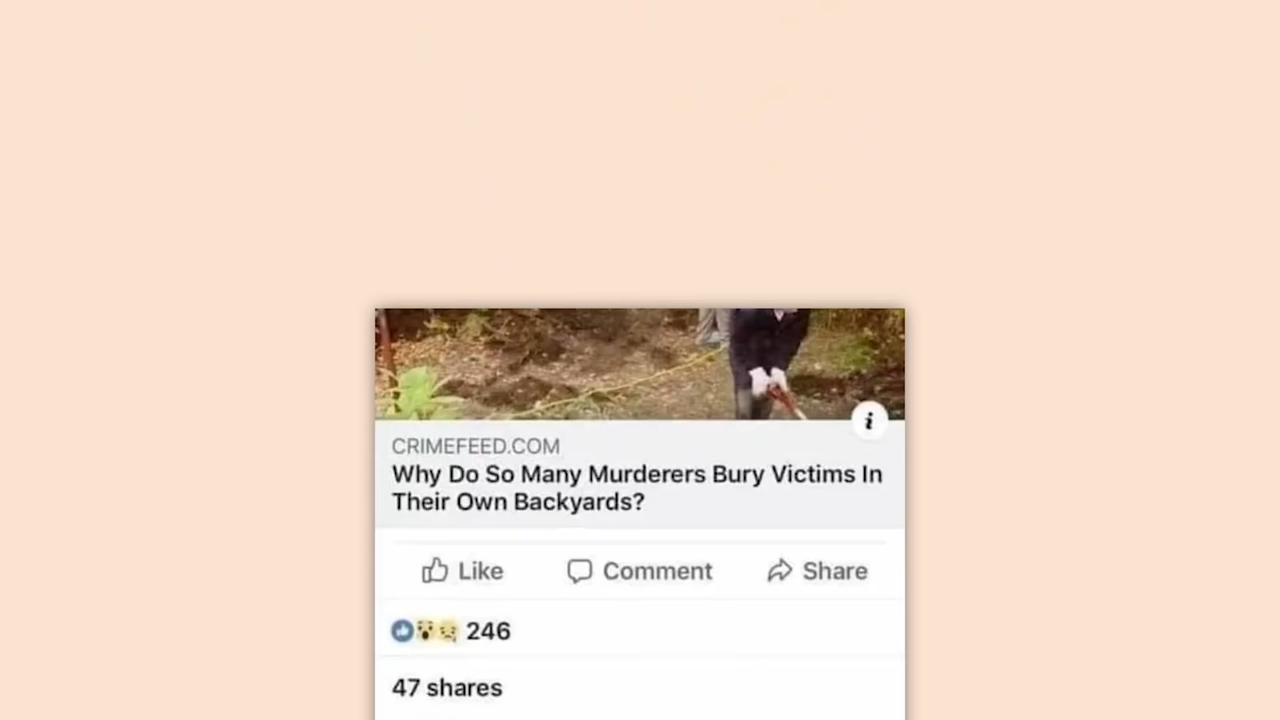 CRIMEFEED.COM
Why Do So Many Murderers Bury Victims In
Their Own Backyards?
Like Comment Share
246
47 shares